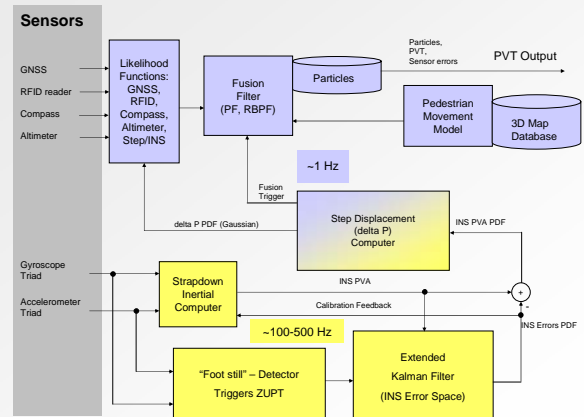 Sensors
GNSS
RFID reader
Compass
Altimeter
Likelihood
Functions:
GNSS,
RFID,
Compass,
Altimeter,
Step/INS
Fusion
Filter
(PF, RBPF)
Particles
Particles,
PVT,
Sensor errors
PVT Output
Pedestrian
Movement
Model
3D Map
Database
~1 Hz
Fusion
Trigger
delta P PDF (Gaussian)
Step Displacement
(delta P)
Computer
INS PVA PDF
Gyroscope
Triad
Accelerometer
Triad
Strapdown
Inertial
Computer
INS PVA
+
-
Calibration Feedback
INS Errors PDF
~100-500 Hz
"Foot still" – Detector
Triggers ZUPT
Extended
Kalman Filter
(INS Error Space)